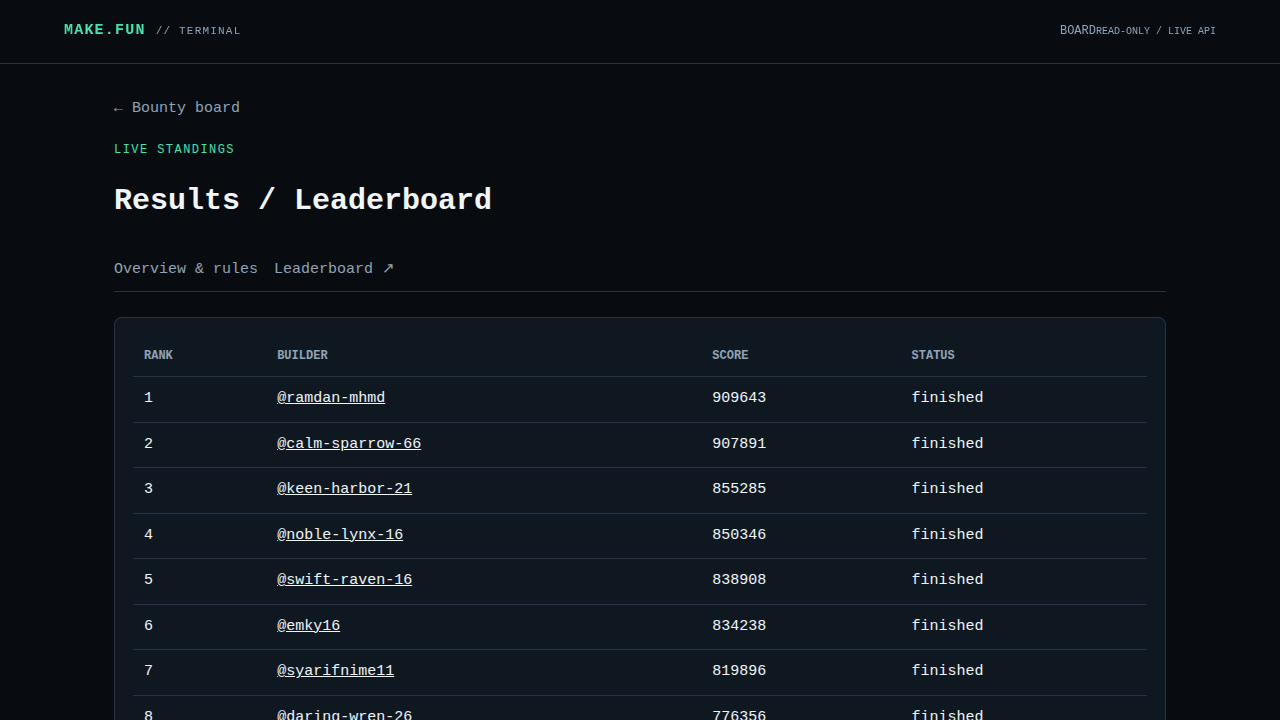 MAKE.FUN // TERMINAL
BOARD READ-ONLY / LIVE API
← Bounty board
LIVE STANDINGS
Results / Leaderboard
Overview & rules Leaderboard ↗
RANK BUILDER SCORE STATUS
1 @ramdan-mhmd 909643 finished
2 @calm-sparrow-66 907891 finished
3 @keen-harbor-21 855285 finished
4 @noble-lynx-16 850346 finished
5 @swift-raven-16 838908 finished
6 @emky16 834238 finished
7 @syarifnime11 819896 finished
8 @daring-wren-26 776356 finished